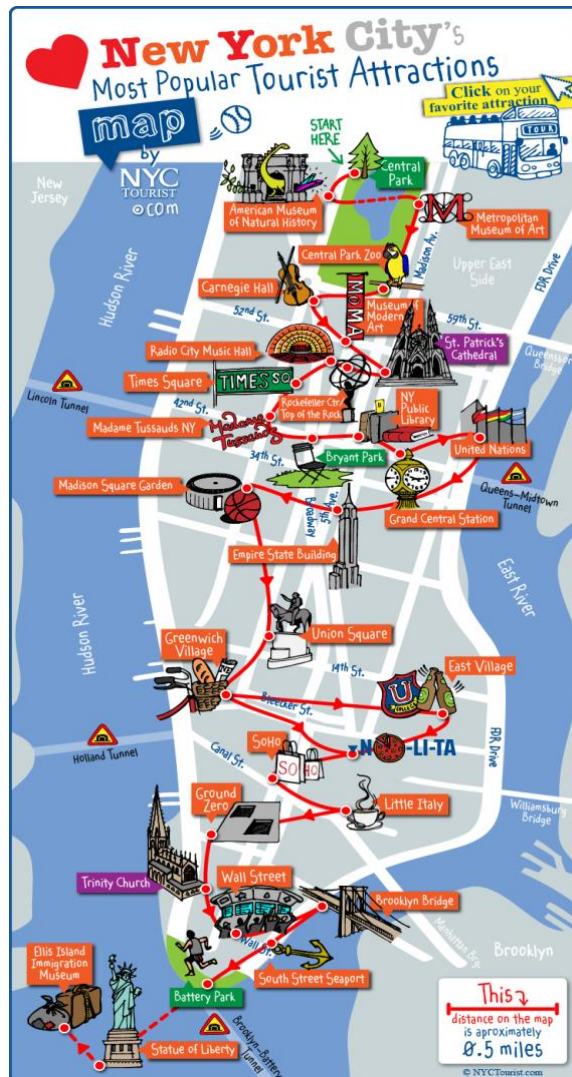 New York City's
Most Popular Tourist Attractions
map
by
NYC
TOURIST
.com
Click on your
favorite attraction
TOUR
START
HERE
Central
Park
New
Jersey
American Museum
of Natural History
M
Metropolitan
Museum of Art
Central Park Zoo
Madison Av.
Upper East
Side
FDR Drive
Hudson River
Carnegie Hall
MoMA
Museum
of Modern
Art
52nd St.
59th St.
St. Patrick's
Cathedral
Queensboro
Bridge
Radio City Music Hall
Times Square
TIMES SQ
Rockefeller Ctr.
Top of the Rock
NY
Public
Library
Lincoln Tunnel
42nd St.
Madame Tussauds NY
Madame
Tussauds
Bryant Park
United Nations
34th St.
Madison Square Garden
Broadway
5th Ave.
Grand Central Station
Queens-Midtown
Tunnel
Empire State Building
East River
Hudson River
Union Square
Greenwich
Village
14th St.
East Village
U
COLLEGE
Bleecker St.
NO-LI-TA
FDR Drive
Holland Tunnel
SoHo
SO HO
Canal St.
Little Italy
Ground
Zero
Williamsburg
Bridge
Trinity Church
Wall Street
Brooklyn Bridge
Wall St.
Manhattan Brg
Brooklyn
Ellis Island
Immigration
Museum
South Street Seaport
Battery Park
Statue of Liberty
Brooklyn-Battery
Tunnel
This
distance on the map
is aproximately
0.5 miles
© NYCTourist.com